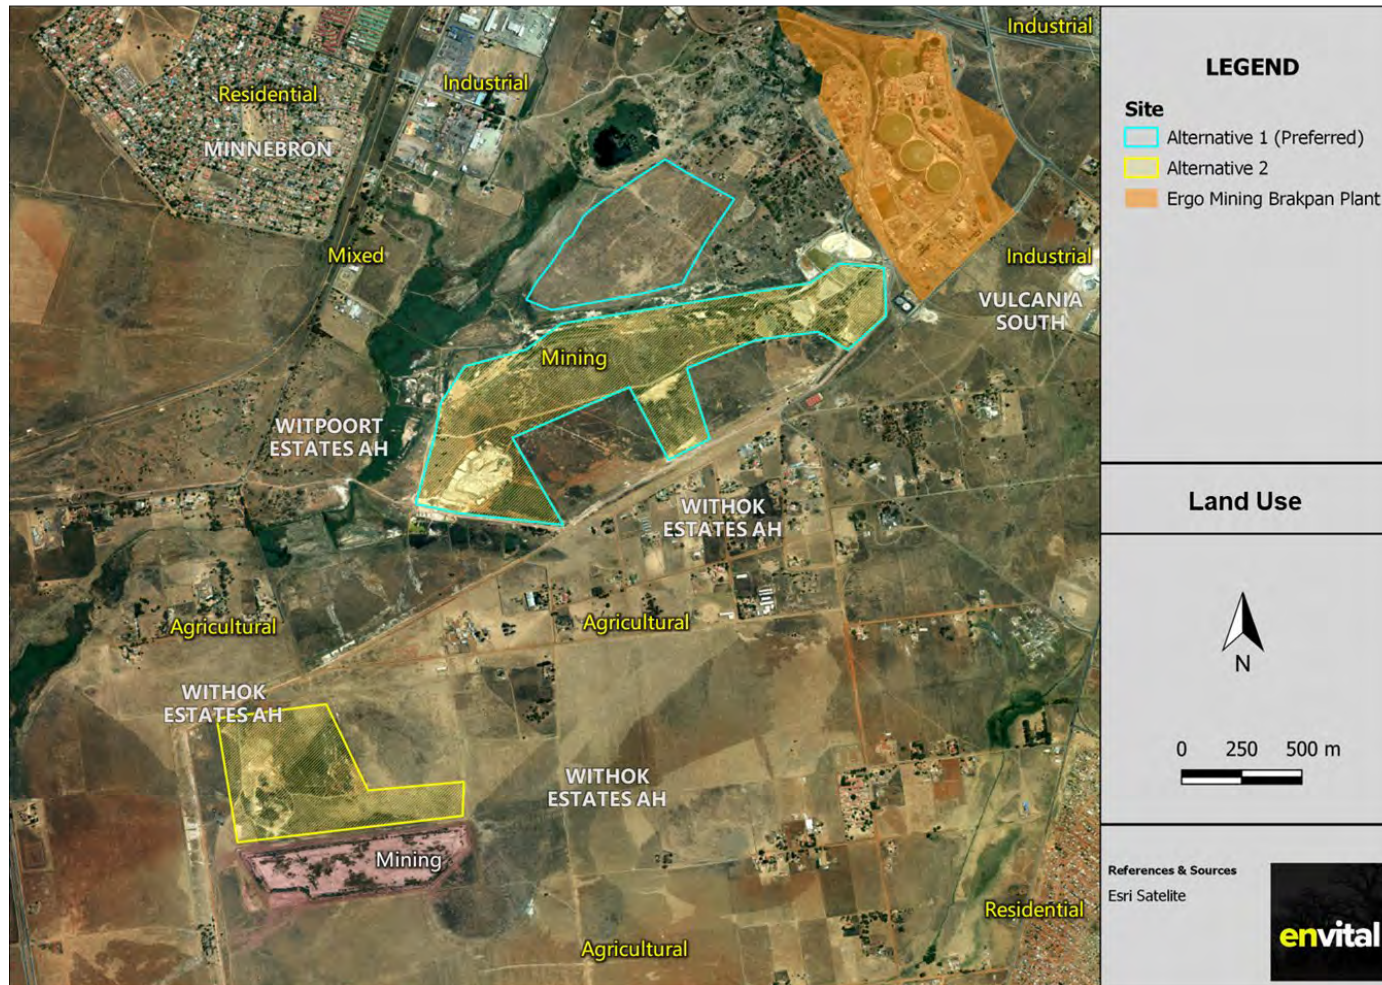 Residential
MINNEBRON
Industrial
Industrial
Mixed
Industrial
VULCANIA
SOUTH
Mining
WITPOORT
ESTATES AH
WITHOK
ESTATES AH
Agricultural
Agricultural
WITHOK
ESTATES AH
WITHOK
ESTATES AH
Mining
Residential
Agricultural
LEGEND
Site
Alternative 1 (Preferred)
Alternative 2
Ergo Mining Brakpan Plant
Land Use
N
0 250 500 m
References & Sources
Esri Satelite
envital